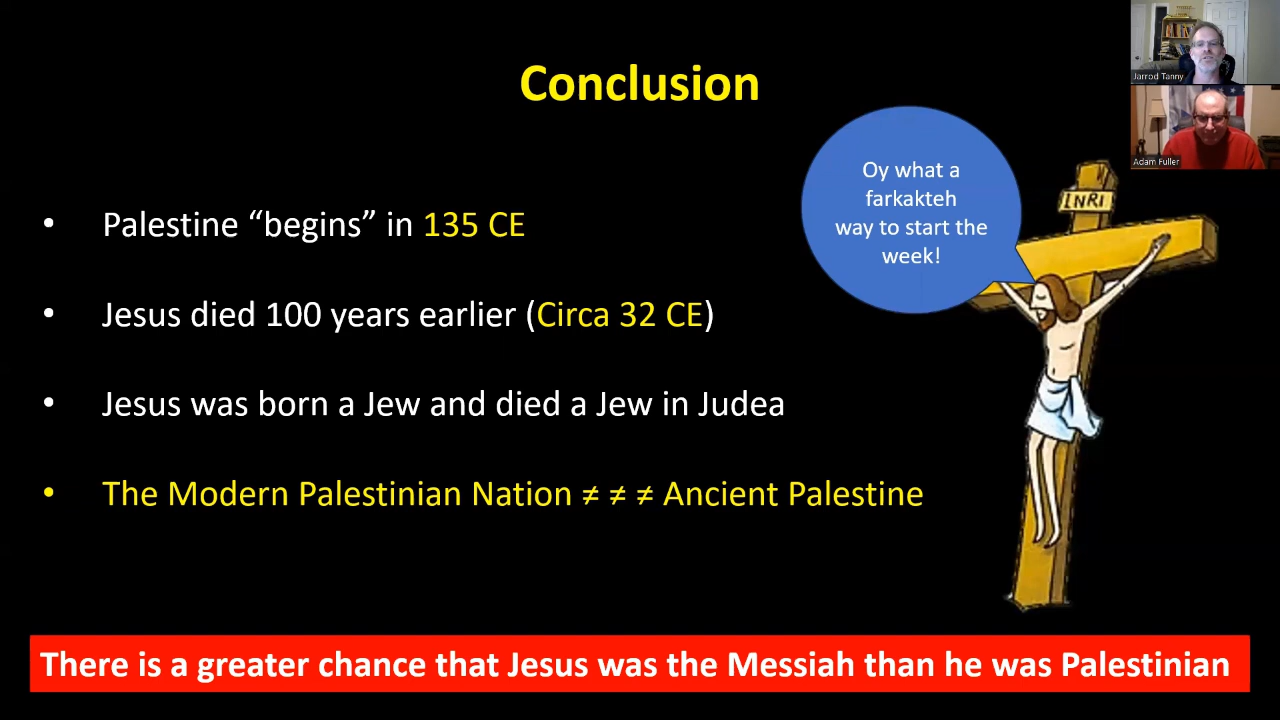 Conclusion
Jarrod Tanny
Adam Fuller
Oy what a
farkakteh
way to start the
week!
INRI
• Palestine “begins” in 135 CE
• Jesus died 100 years earlier (Circa 32 CE)
• Jesus was born a Jew and died a Jew in Judea
• The Modern Palestinian Nation ≠ ≠ ≠ Ancient Palestine
There is a greater chance that Jesus was the Messiah than he was Palestinian